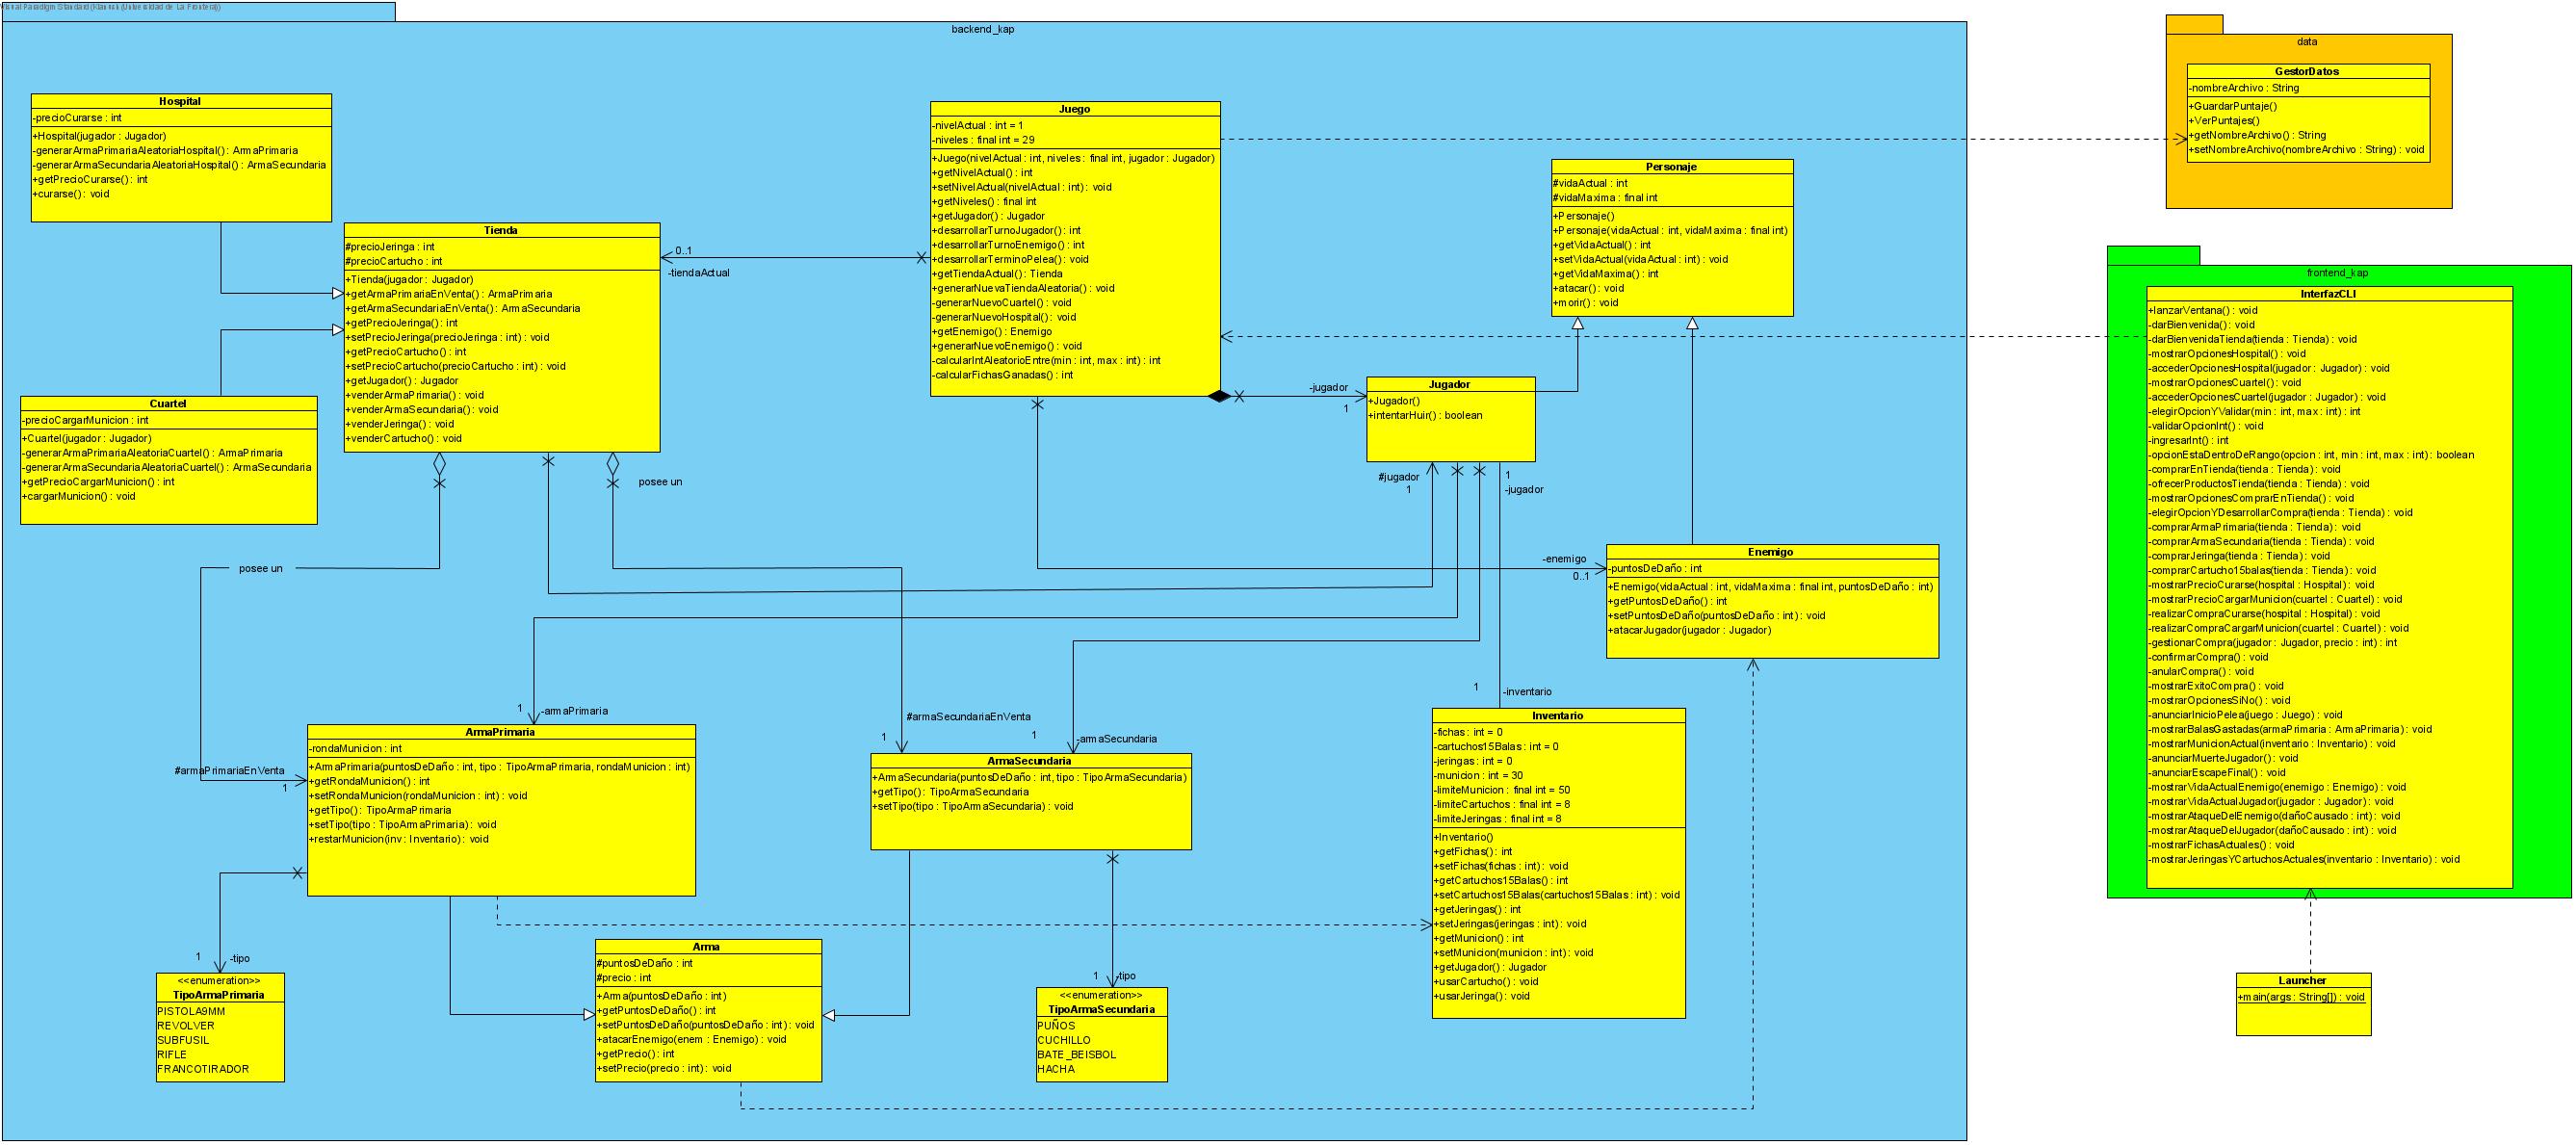 Visual Paradigm Standard(Klannus(Universidad de La Frontera))
backend_kap
Hospital
-precioCurarse : int
+Hospital(jugador : Jugador)
-generarArmaPrimariaAleatoriaHospital() : ArmaPrimaria
-generarArmaSecundariaAleatoriaHospital() : ArmaSecundaria
+getPrecioCurarse() : int
+curarse() : void
Tienda
#precioJeringa : int
#precioCartucho : int
+Tienda(jugador : Jugador)
+getArmaPrimariaEnVenta() : ArmaPrimaria
+getArmaSecundariaEnVenta() : ArmaSecundaria
+getPrecioJeringa() : int
+setPrecioJeringa(precioJeringa : int) : void
+getPrecioCartucho() : int
+setPrecioCartucho(precioCartucho : int) : void
+getJugador() : Jugador
+venderArmaPrimaria() : void
+venderArmaSecundaria() : void
+venderJeringa() : void
+venderCartucho() : void
Cuartel
-precioCargarMunicion : int
+Cuartel(jugador : Jugador)
-generarArmaPrimariaAleatoriaCuartel() : ArmaPrimaria
-generarArmaSecundariaAleatoriaCuartel() : ArmaSecundaria
+getPrecioCargarMunicion() : int
+cargarMunicion() : void
0..1
-tiendaActual
Juego
-nivelActual : int = 1
-niveles : final int = 29
+Juego(nivelActual : int, niveles : final int, jugador : Jugador)
+getNivelActual() : int
+setNivelActual(nivelActual : int) : void
+getNiveles() : final int
+getJugador() : Jugador
+desarrollarTurnoJugador() : int
+desarrollarTurnoEnemigo() : int
+desarrollarTerminoPelea() : void
+getTiendaActual() : Tienda
+generarNuevaTiendaAleatoria() : void
-generarNuevoCuartel() : void
-generarNuevoHospital() : void
+getEnemigo() : Enemigo
+generarNuevoEnemigo() : void
-calcularIntAleatorioEntre(min : int, max : int) : int
-calcularFichasGanadas() : int
Personaje
#vidaActual : int
#vidaMaxima : final int
+Personaje()
+Personaje(vidaActual : int, vidaMaxima : final int)
+getVidaActual() : int
+setVidaActual(vidaActual : int) : void
+getVidaMaxima() : int
+atacar() : void
+morir() : void
-jugador
1
Jugador
+Jugador()
+intentarHuir() : boolean
#jugador
1
1
-jugador
posee un
posee un
-enemigo
0..1
Enemigo
-puntosDeDaño : int
+Enemigo(vidaActual : int, vidaMaxima : final int, puntosDeDaño : int)
+getPuntosDeDaño() : int
+setPuntosDeDaño(puntosDeDaño : int) : void
+atacarJugador(jugador : Jugador)
1
-inventario
1
-armaPrimaria
#armaSecundariaEnVenta
1
1
-armaSecundaria
#armaPrimariaEnVenta
1
ArmaPrimaria
-rondaMunicion : int
+ArmaPrimaria(puntosDeDaño : int, tipo : TipoArmaPrimaria, rondaMunicion : int)
+getRondaMunicion() : int
+setRondaMunicion(rondaMunicion : int) : void
+getTipo() : TipoArmaPrimaria
+setTipo(tipo : TipoArmaPrimaria) : void
+restarMunicion(inv : Inventario) : void
ArmaSecundaria
+ArmaSecundaria(puntosDeDaño : int, tipo : TipoArmaSecundaria)
+getTipo() : TipoArmaSecundaria
+setTipo(tipo : TipoArmaSecundaria) : void
Inventario
-fichas : int = 0
-cartuchos15Balas : int = 0
-jeringas : int = 0
-municion : int = 30
-limiteMunicion : final int = 50
-limiteCartuchos : final int = 8
-limiteJeringas : final int = 8
+Inventario()
+getFichas() : int
+setFichas(fichas : int) : void
+getCartuchos15Balas() : int
+setCartuchos15Balas(cartuchos15Balas : int) : void
+getJeringas() : int
+setJeringas(jeringas : int) : void
+getMunicion() : int
+setMunicion(municion : int) : void
+getJugador() : Jugador
+usarCartucho() : void
+usarJeringa() : void
1
-tipo
<<enumeration>>
TipoArmaPrimaria
PISTOLA9MM
REVOLVER
SUBFUSIL
RIFLE
FRANCOTIRADOR
Arma
#puntosDeDaño : int
#precio : int
+Arma(puntosDeDaño : int)
+getPuntosDeDaño() : int
+setPuntosDeDaño(puntosDeDaño : int) : void
+atacarEnemigo(enem : Enemigo) : void
+getPrecio() : int
+setPrecio(precio : int) : void
1
-tipo
<<enumeration>>
TipoArmaSecundaria
PUÑOS
CUCHILLO
BATE_BEISBOL
HACHA
data
GestorDatos
-nombreArchivo : String
+GuardarPuntaje()
+VerPuntajes()
+getNombreArchivo() : String
+setNombreArchivo(nombreArchivo : String) : void
frontend_kap
InterfazCLI
+lanzarVentana() : void
-darBienvenida() : void
-darBienvenidaTienda(tienda : Tienda) : void
-mostrarOpcionesHospital() : void
-accederOpcionesHospital(jugador : Jugador) : void
-mostrarOpcionesCuartel() : void
-accederOpcionesCuartel(jugador : Jugador) : void
-elegirOpcionYValidar(min : int, max : int) : int
-validarOpcionInt() : void
-ingresarInt() : int
-opcionEstaDentroDeRango(opcion : int, min : int, max : int) : boolean
-comprarEnTienda(tienda : Tienda) : void
-ofrecerProductosTienda(tienda : Tienda) : void
-mostrarOpcionesComprarEnTienda() : void
-elegirOpcionYDesarrollarCompra(tienda : Tienda) : void
-comprarArmaPrimaria(tienda : Tienda) : void
-comprarArmaSecundaria(tienda : Tienda) : void
-comprarJeringa(tienda : Tienda) : void
-comprarCartucho15balas(tienda : Tienda) : void
-mostrarPrecioCurarse(hospital : Hospital) : void
-mostrarPrecioCargarMunicion(cuartel : Cuartel) : void
-realizarCompraCurarse(hospital : Hospital) : void
-realizarCompraCargarMunicion(cuartel : Cuartel) : void
-gestionarCompra(jugador : Jugador, precio : int) : int
-confirmarCompra() : void
-anularCompra() : void
-mostrarExitoCompra() : void
-mostrarOpcionesSiNo() : void
-anunciarInicioPelea(juego : Juego) : void
-mostrarBalasGastadas(armaPrimaria : ArmaPrimaria) : void
-mostrarMunicionActual(inventario : Inventario) : void
-anunciarMuerteJugador() : void
-anunciarEscapeFinal() : void
-mostrarVidaActualEnemigo(enemigo : Enemigo) : void
-mostrarVidaActualJugador(jugador : Jugador) : void
-mostrarAtaqueDelEnemigo(dañoCausado : int) : void
-mostrarAtaqueDelJugador(dañoCausado : int) : void
-mostrarFichasActuales() : void
-mostrarJeringasYCartuchosActuales(inventario : Inventario) : void
Launcher
+main(args : String[]) : void